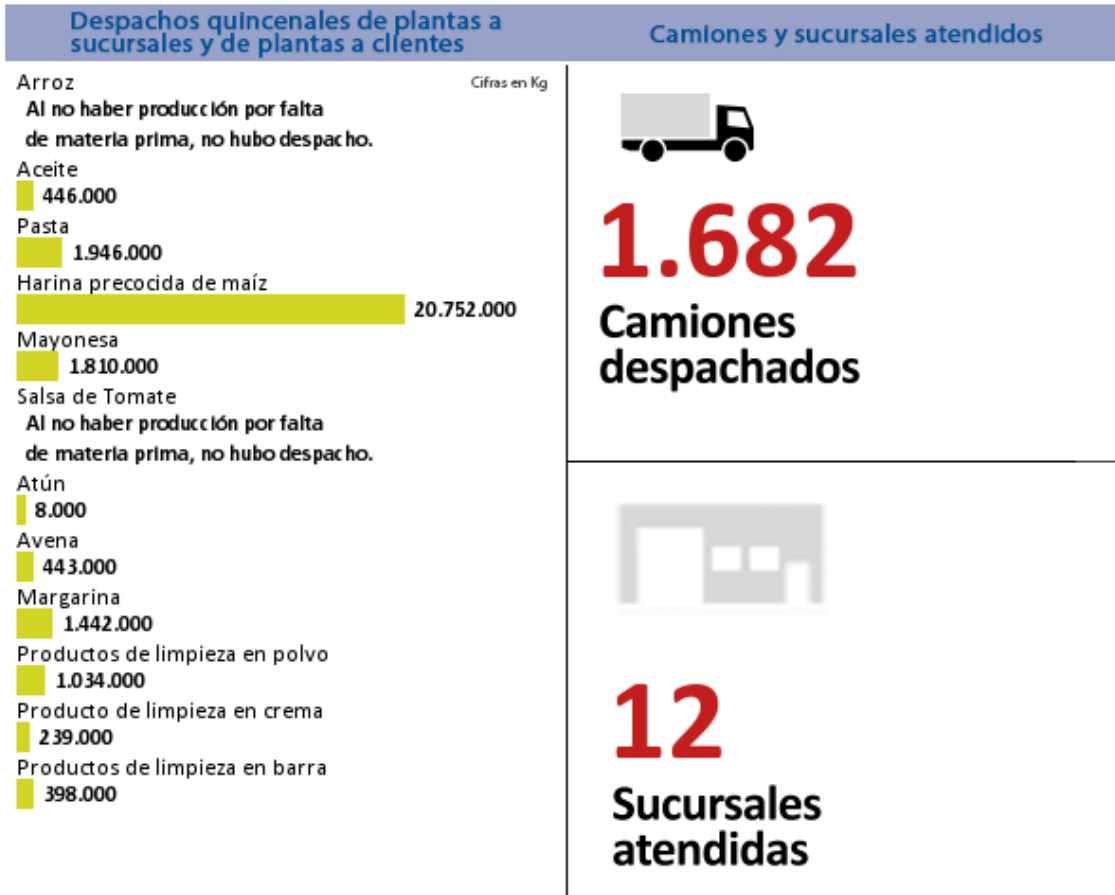 Despachos quincenales de plantas a
sucursales y de plantas a clientes
Cifras en Kg
Arroz
Al no haber producción por falta
de materia prima, no hubo despacho.
Aceite
446.000
Pasta
1.946.000
Harina precocida de maíz
20.752.000
Mayonesa
1.810.000
Salsa de Tomate
Al no haber producción por falta
de materia prima, no hubo despacho.
Atún
8.000
Avena
443.000
Margarina
1.442.000
Productos de limpieza en polvo
1.034.000
Producto de limpieza en crema
239.000
Productos de limpieza en barra
398.000
Camiones y sucursales atendidos
1.682
Camiones
despachados
12
Sucursales
atendidas